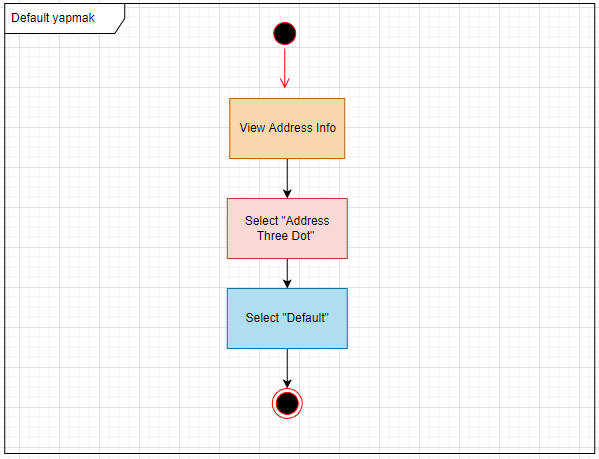 Default yapmak
View Address Info
Select "Address
Three Dot"
Select "Default"